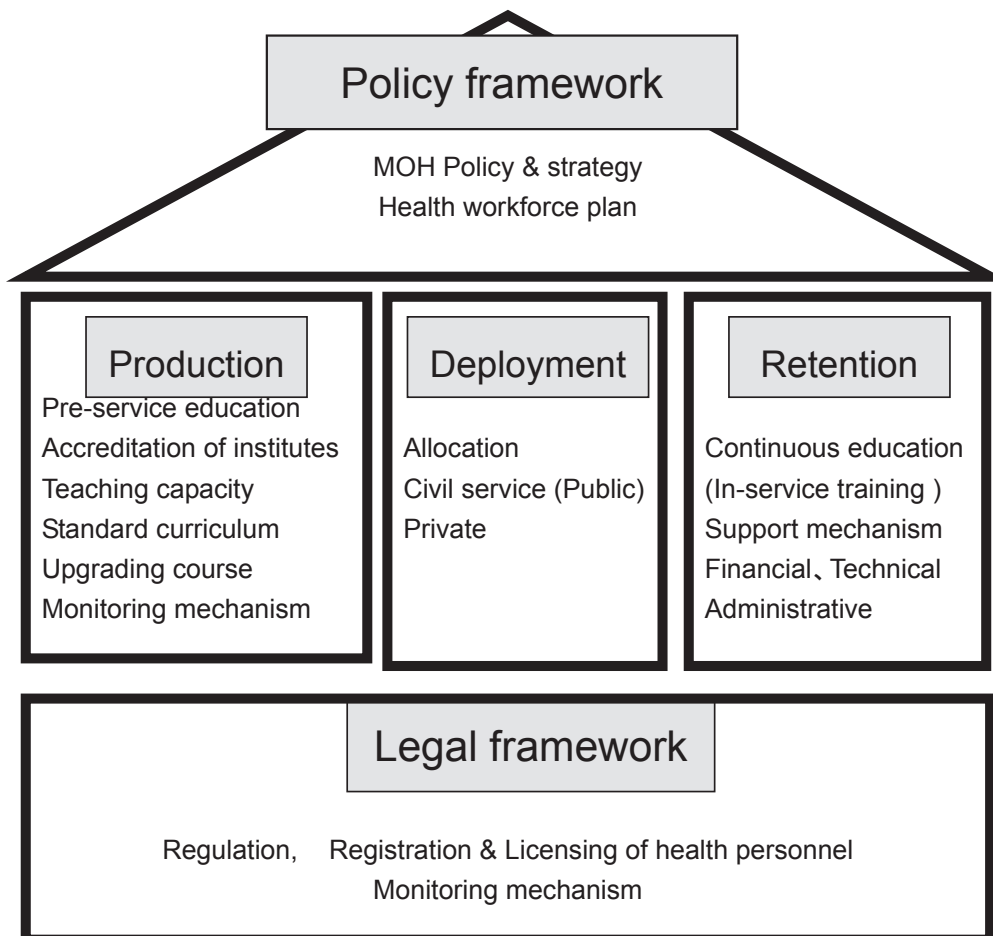 Policy framework
MOH Policy & strategy
Health workforce plan
Production
Pre-service education
Accreditation of institutes
Teaching capacity
Standard curriculum
Upgrading course
Monitoring mechanism
Deployment
Allocation
Civil service (Public)
Private
Retention
Continuous education
(In-service training )
Support mechanism
Financial、Technical
Administrative
Legal framework
Regulation, Registration & Licensing of health personnel
Monitoring mechanism